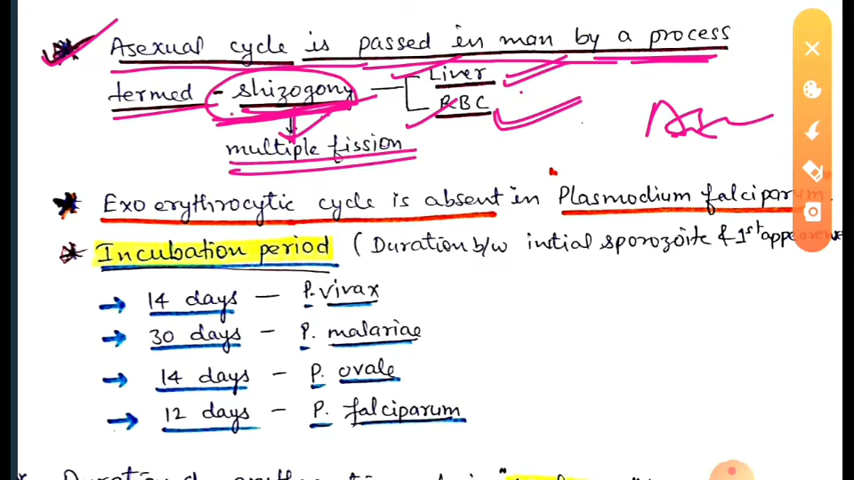 Asexual cycle is passed in man by a process
termed - shizogony - Liver
RBC
multiple fission
Exo erythrocytic cycle is absent in Plasmodium falciparum.
Incubation period (Duration b/w initial sporozoite & 1st appearence
14 days - P. vivax
30 days - P. malariae
14 days - P. ovale
12 days - P. falciparum